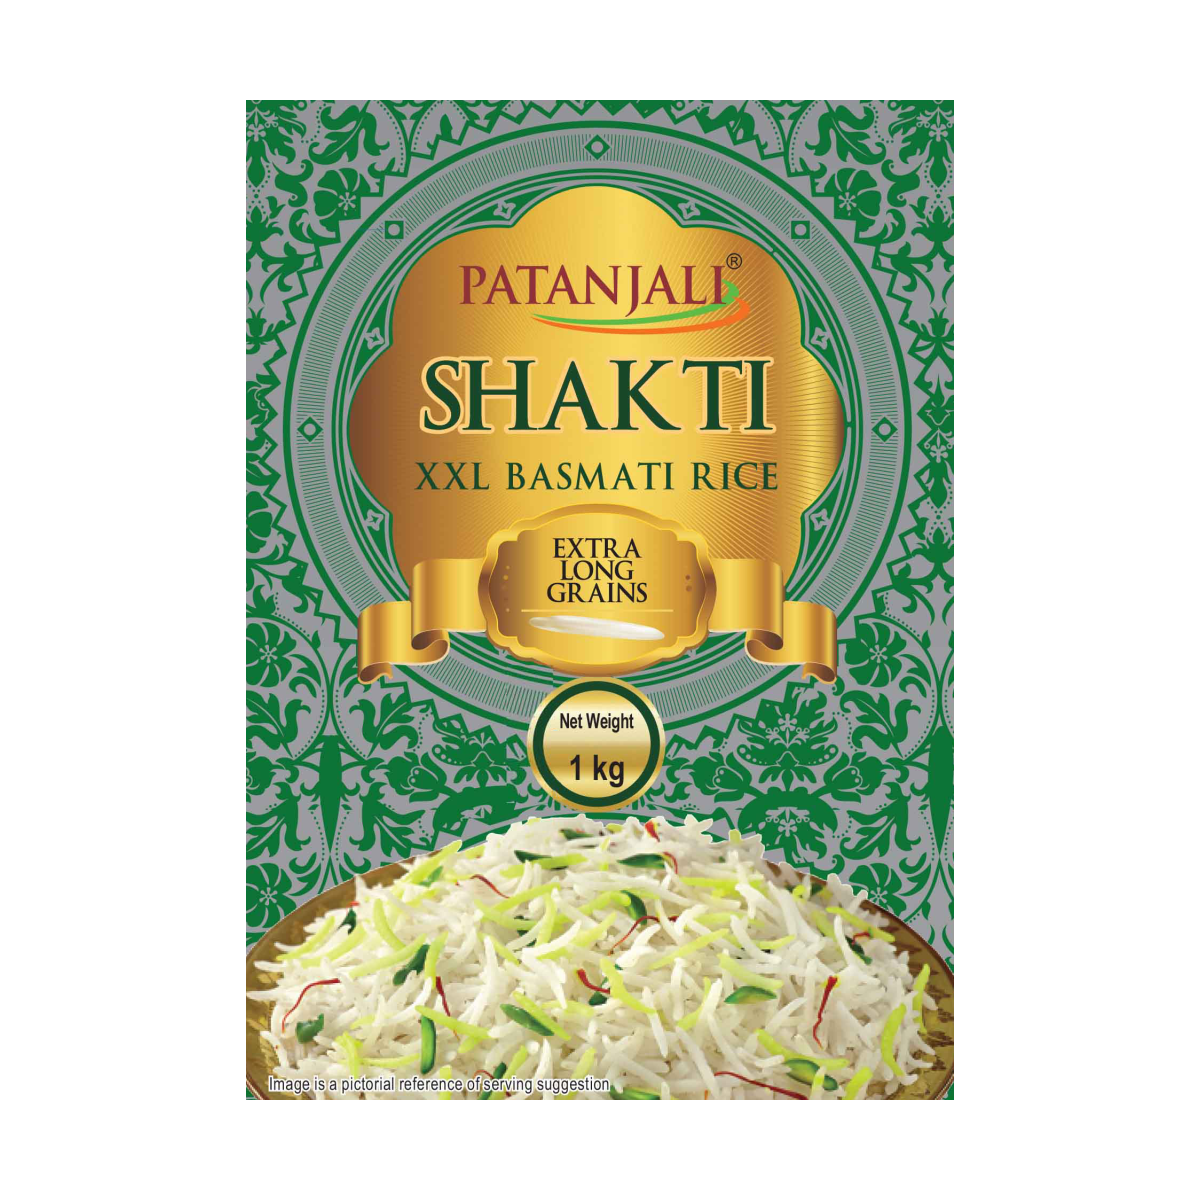 PATANJALI®
SHAKTI
XXL BASMATI RICE
EXTRA
LONG
GRAINS
Net Weight
1 kg
Image is a pictorial reference of serving suggestion